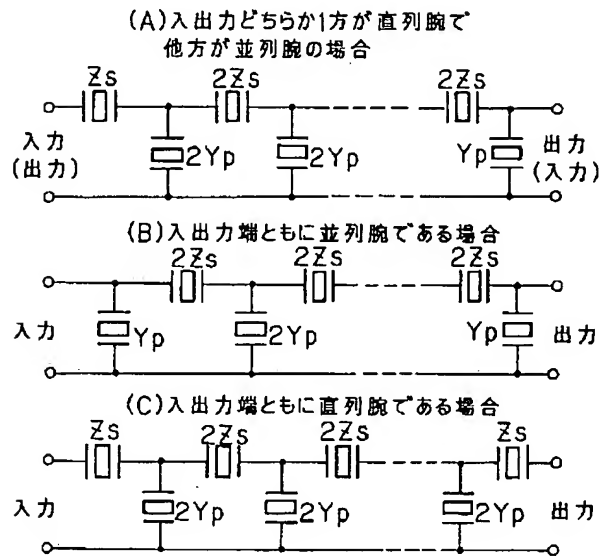 (A)入出力どちらか1方が直列腕で
他方が並列腕の場合
Zs 2Zs 2Zs
入力
(出力)
2Yp 2Yp Yp
出力
(入力)
(B)入出力端ともに並列腕である場合
2Zs 2Zs 2Zs
入力 Yp 2Yp Yp 出力
(C)入出力端ともに直列腕である場合
Zs 2Zs 2Zs Zs
入力 2Yp 2Yp 2Yp 出力